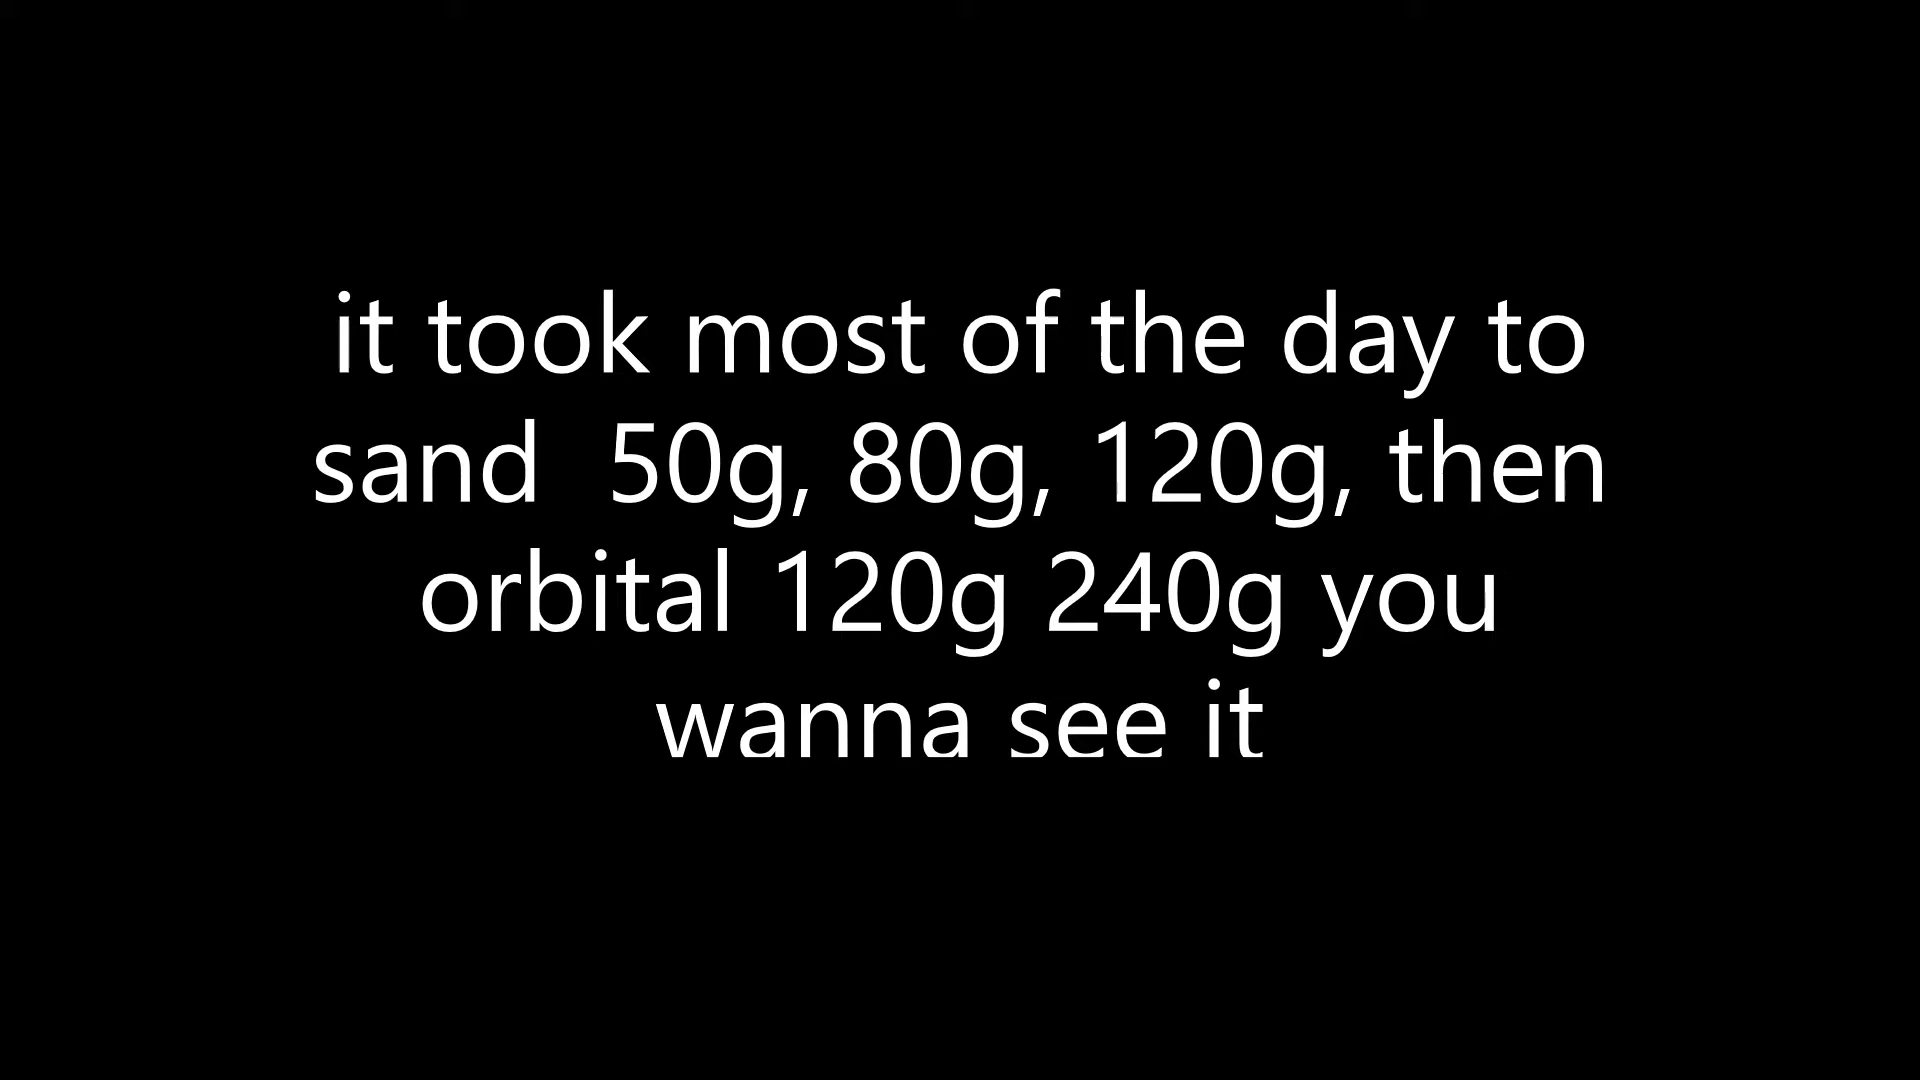 it took most of the day to
sand  50g, 80g, 120g, then
orbital 120g 240g you
wanna see it